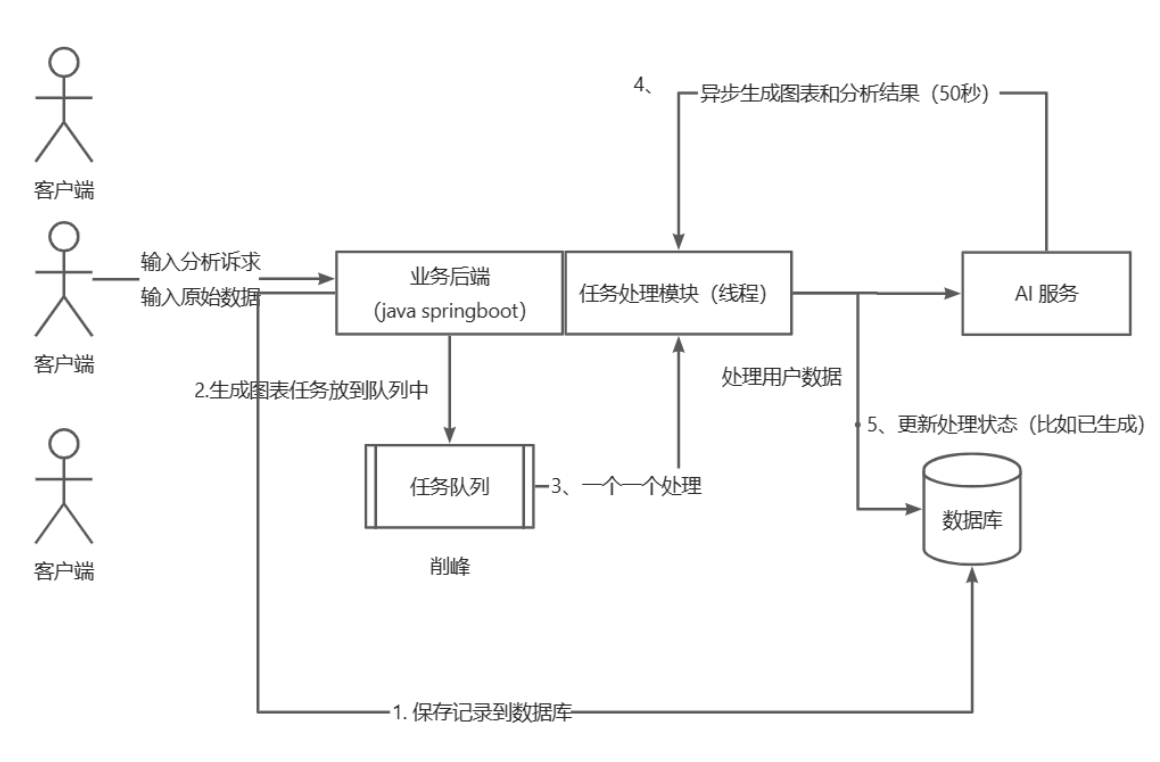 4、
异步生成图表和分析结果（50秒）
客户端
输入分析诉求
输入原始数据
业务后端
(java springboot)
任务处理模块（线程）
AI 服务
客户端
2.生成图表任务放到队列中
处理用户数据
5、更新处理状态（比如已生成）
任务队列
3、一个一个处理
数据库
削峰
客户端
1. 保存记录到数据库